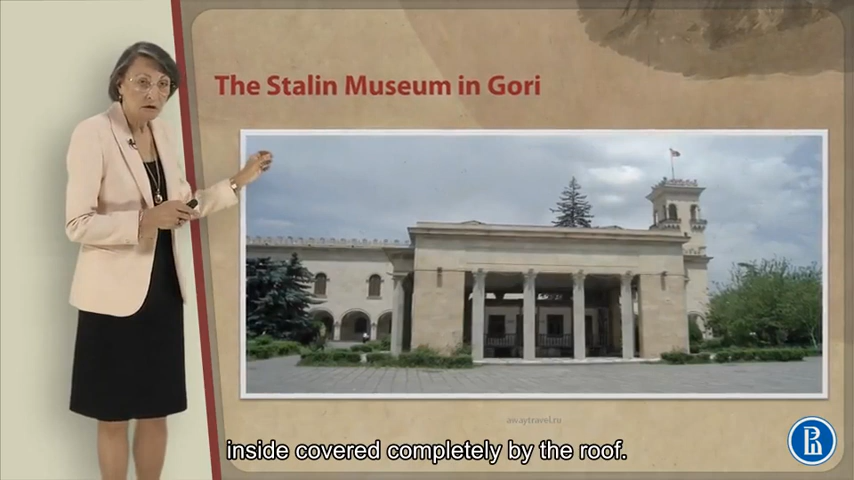 The Stalin Museum in Gori
awaytravel.ru
inside covered completely by the roof.